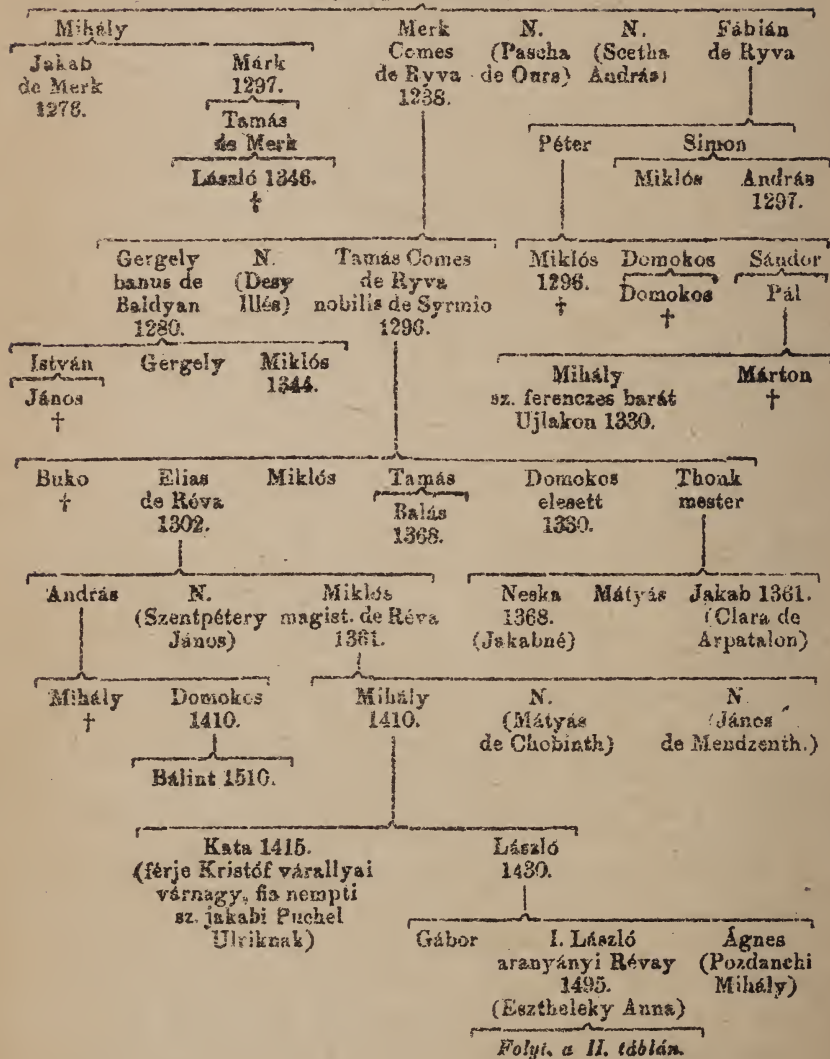 Mihály Merk N. N. Fábián
Comes (Pascha (Scetha de Ryva
Jakab Márk de Ryva de Ours) András)
de Merk 1297. 1238.
1276.
Tamás
de Merk
László 1346.
†
Péter Simon
Miklós András
1297.
Gergely N. Tamás Comes Miklós Domokos Sándor
banus de (Desy de Ryva 1296. Domokos Pál
Baldyan Illés) nobilis de Syrmio † †
1280. 1296.
István Gergely Miklós Mihály Márton
János 1344. sz. ferenczes barát †
† Ujlakon 1330.
Buko Elias Miklós Tamás Domokos Thonk
† de Réva Balás elesett mester
1302. 1368. 1330.
András N. Miklós Neska Mátyás Jakab 1361.
(Szentpétery magist. de Réva 1368. (Clara de
János) 1361. (Jakabné) Arpatalon)
Mihály Domokos Mihály N. N
† 1410. 1410. (Mátyás (János
de Chobinth) de Mendzenth.)
Bálint 1510.
Kata 1415. László
(férje Kristóf várallyai 1430.
várnagy, fia nempti
sz. jakabi Puchel
Ulriknak)
Gábor I. László Ágnes
aranyányi Révay (Pozdanchi
1495. Mihály)
(Esztheleky Anna)
Folyt. a II. táblán.